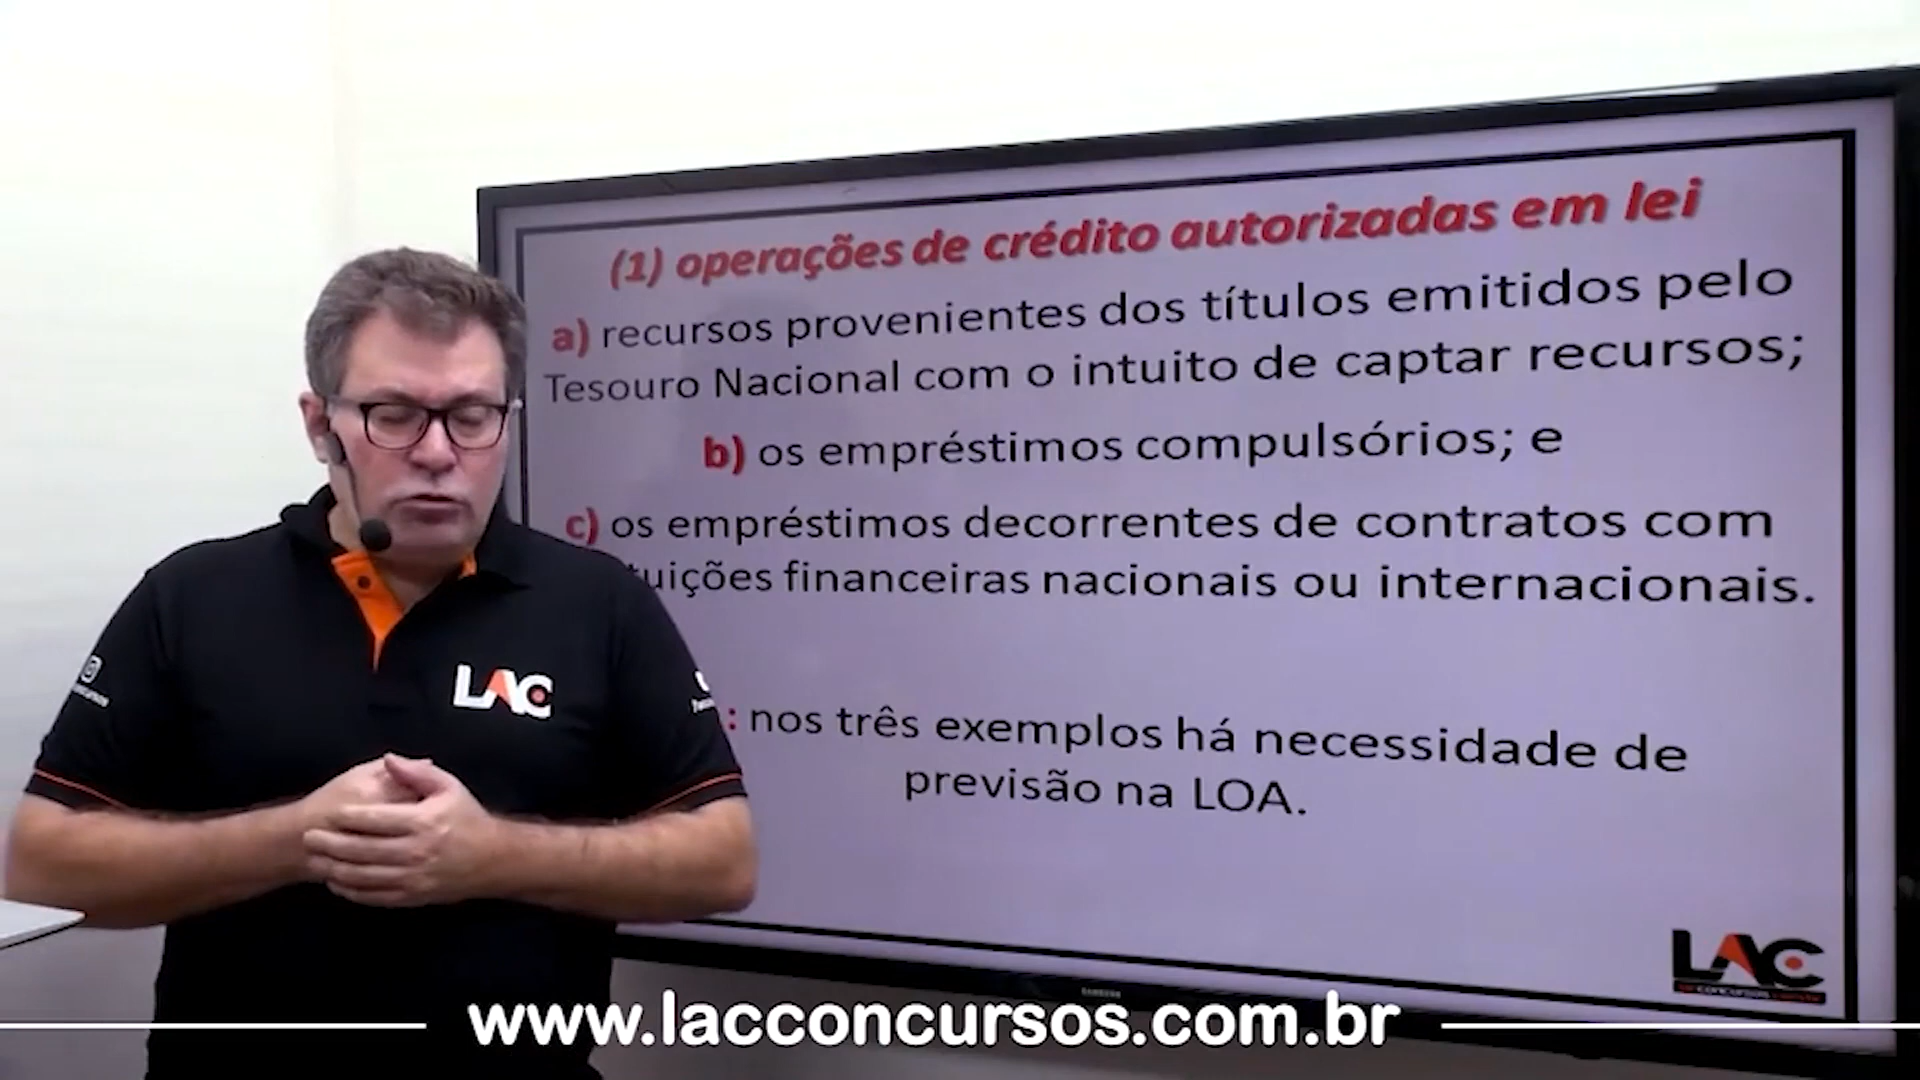 (1) operações de crédito autorizadas em lei
a) recursos provenientes dos títulos emitidos pelo
Tesouro Nacional com o intuito de captar recursos;
b) os empréstimos compulsórios; e
c) os empréstimos decorrentes de contratos com
financeiras nacionais ou internacionais.
: nos três exemplos há necessidade de
previsão na LOA.
LAC
LAC
SAMSUNG
www.lacconcursos.com.br